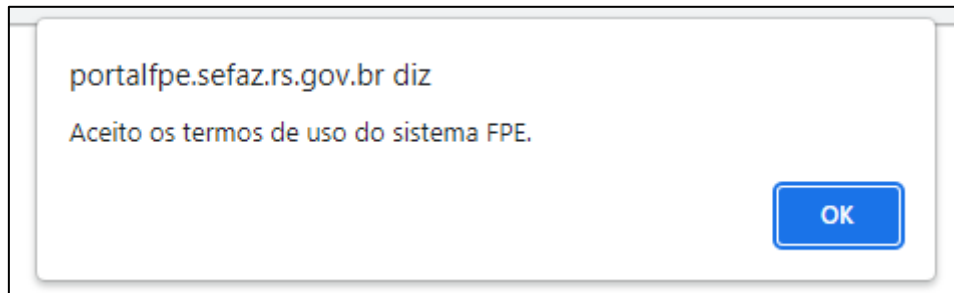 portalfpe.sefaz.rs.gov.br diz
Aceito os termos de uso do sistema FPE.
OK